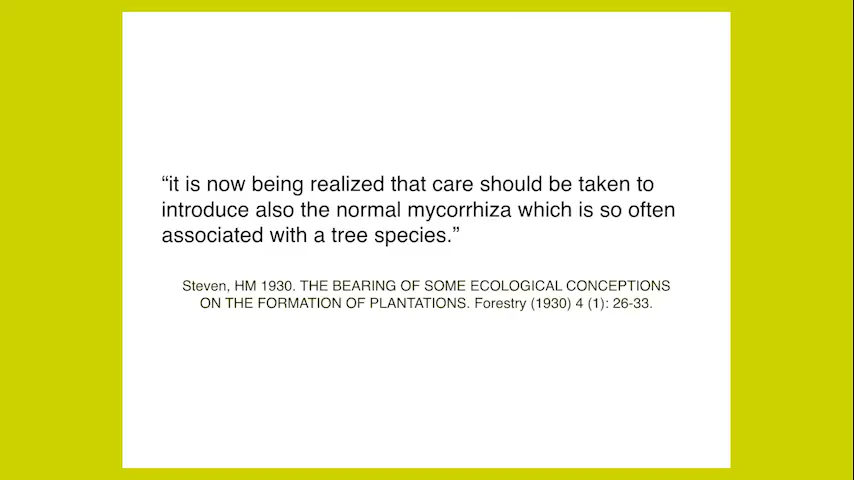 “it is now being realized that care should be taken to
introduce also the normal mycorrhiza which is so often
associated with a tree species.”
Steven, HM 1930. THE BEARING OF SOME ECOLOGICAL CONCEPTIONS
ON THE FORMATION OF PLANTATIONS. Forestry (1930) 4 (1): 26-33.